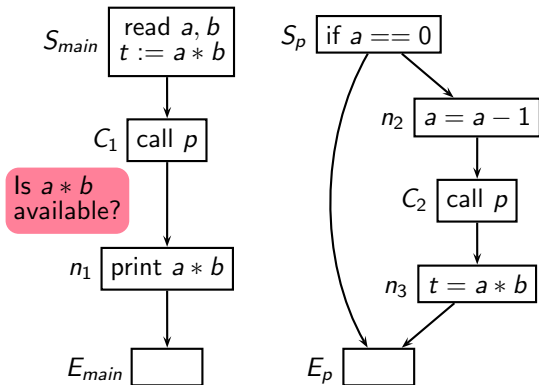 S_main
read a, b
t := a ∗ b
C_1
call p
Is a ∗ b
available?
n_1
print a ∗ b
E_main
S_p
if a == 0
n_2
a = a − 1
C_2
call p
n_3
t = a ∗ b
E_p